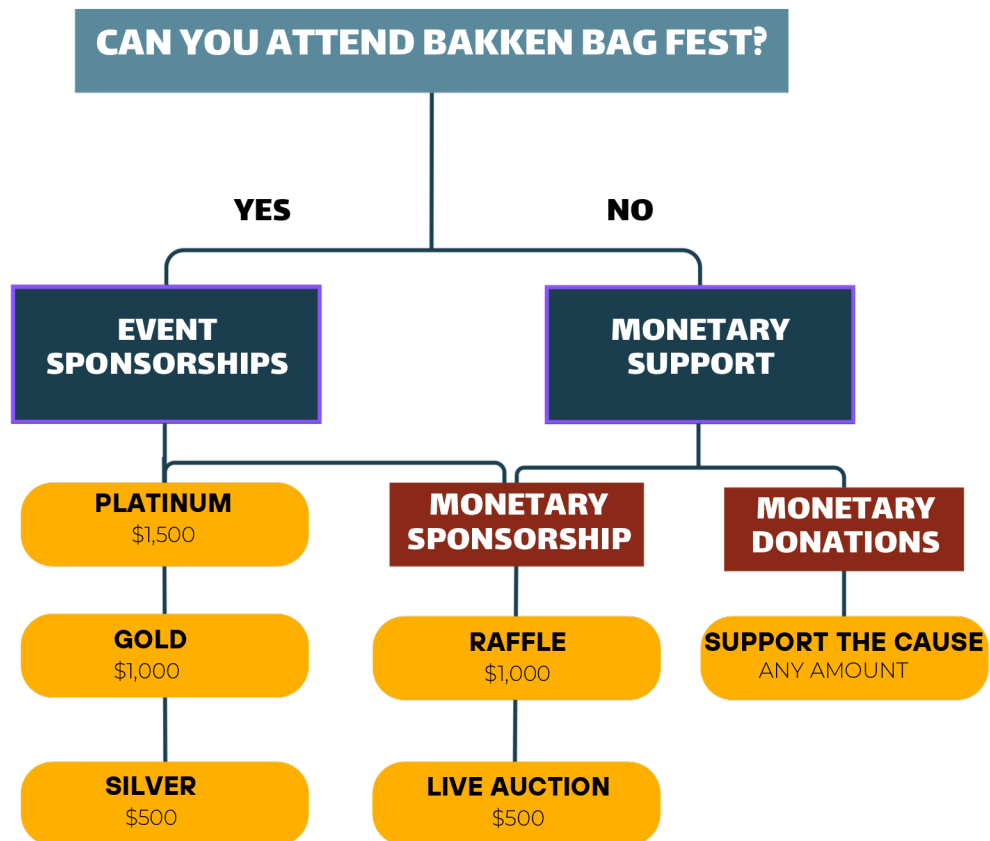 CAN YOU ATTEND BAKKEN BAG FEST?
YES
NO
EVENT
SPONSORSHIPS
MONETARY
SUPPORT
PLATINUM
$1,500
MONETARY
SPONSORSHIP
MONETARY
DONATIONS
GOLD
$1,000
RAFFLE
$1,000
SUPPORT THE CAUSE
ANY AMOUNT
SILVER
$500
LIVE AUCTION
$500